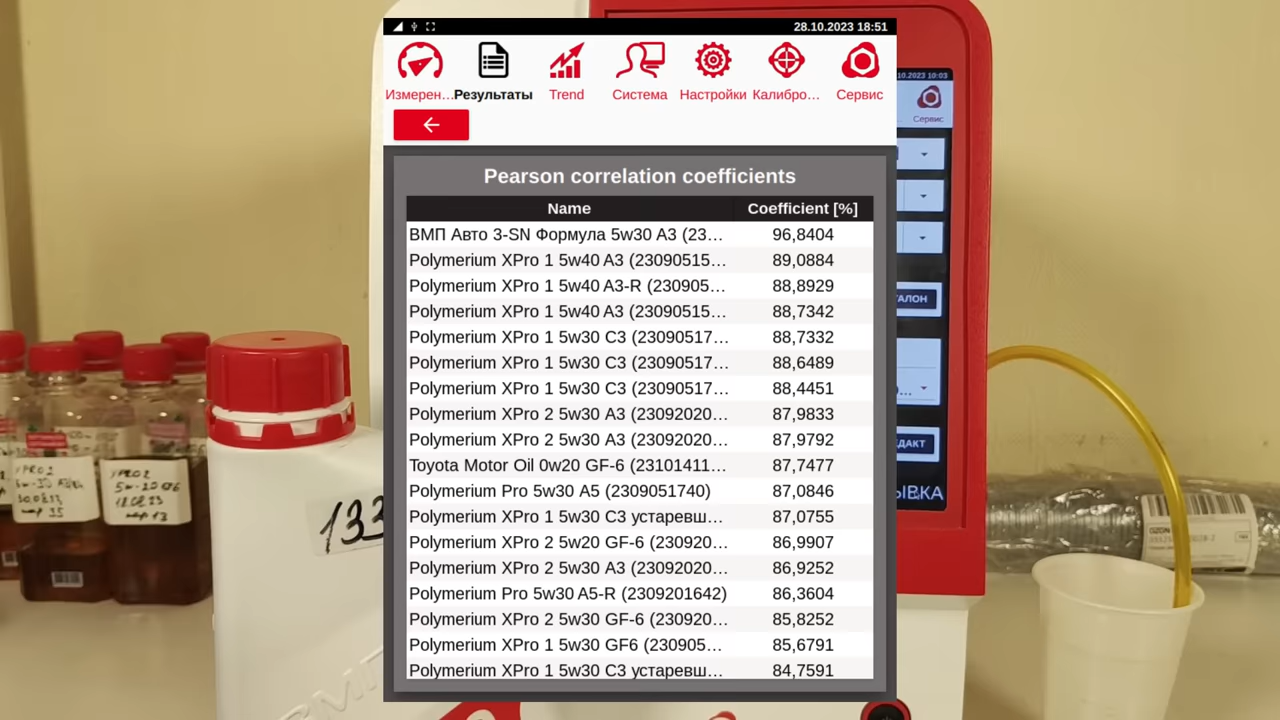 28.10.2023 18:51
Измерен... Результаты Trend Система Настройки Калибро... Сервис
Pearson correlation coefficients
Name Coefficient [%]
ВМП Авто 3-SN Формула 5w30 A3 (23... 96,8404
Polymerium XPro 1 5w40 A3 (23090515... 89,0884
Polymerium XPro 1 5w40 A3-R (230905... 88,8929
Polymerium XPro 1 5w40 A3 (23090515... 88,7342
Polymerium XPro 1 5w30 C3 (23090517... 88,7332
Polymerium XPro 1 5w30 C3 (23090517... 88,6489
Polymerium XPro 1 5w30 C3 (23090517... 88,4451
Polymerium XPro 2 5w30 A3 (23092020... 87,9833
Polymerium XPro 2 5w30 A3 (23092020... 87,9792
Toyota Motor Oil 0w20 GF-6 (23101411... 87,7477
Polymerium Pro 5w30 A5 (2309051740) 87,0846
Polymerium XPro 1 5w30 C3 устаревш... 87,0755
Polymerium XPro 2 5w20 GF-6 (230920... 86,9907
Polymerium XPro 2 5w30 A3 (23092020... 86,9252
Polymerium Pro 5w30 A5-R (2309201642) 86,3604
Polymerium XPro 2 5w30 GF-6 (230920... 85,8252
Polymerium XPro 1 5w30 GF6 (230905... 85,6791
Polymerium XPro 1 5w30 C3 устаревш... 84,7591
10.2023 10:03
Сервис
АЛОН
ДАКТ
ЫВКА
133
OZON